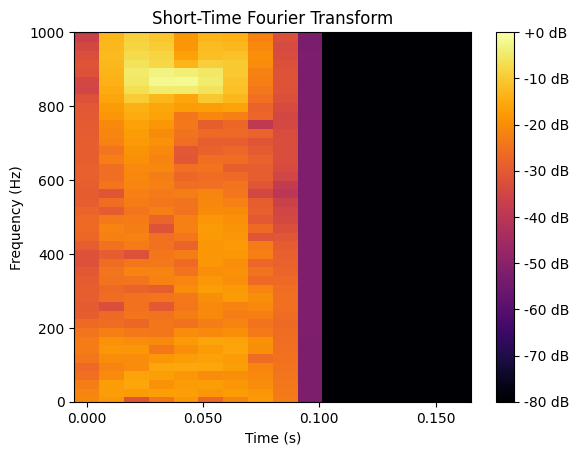 Short-Time Fourier Transform
Frequency (Hz)
1000
800
600
400
200
0
0.000
0.050
0.100
0.150
Time (s)
+0 dB
-10 dB
-20 dB
-30 dB
-40 dB
-50 dB
-60 dB
-70 dB
-80 dB